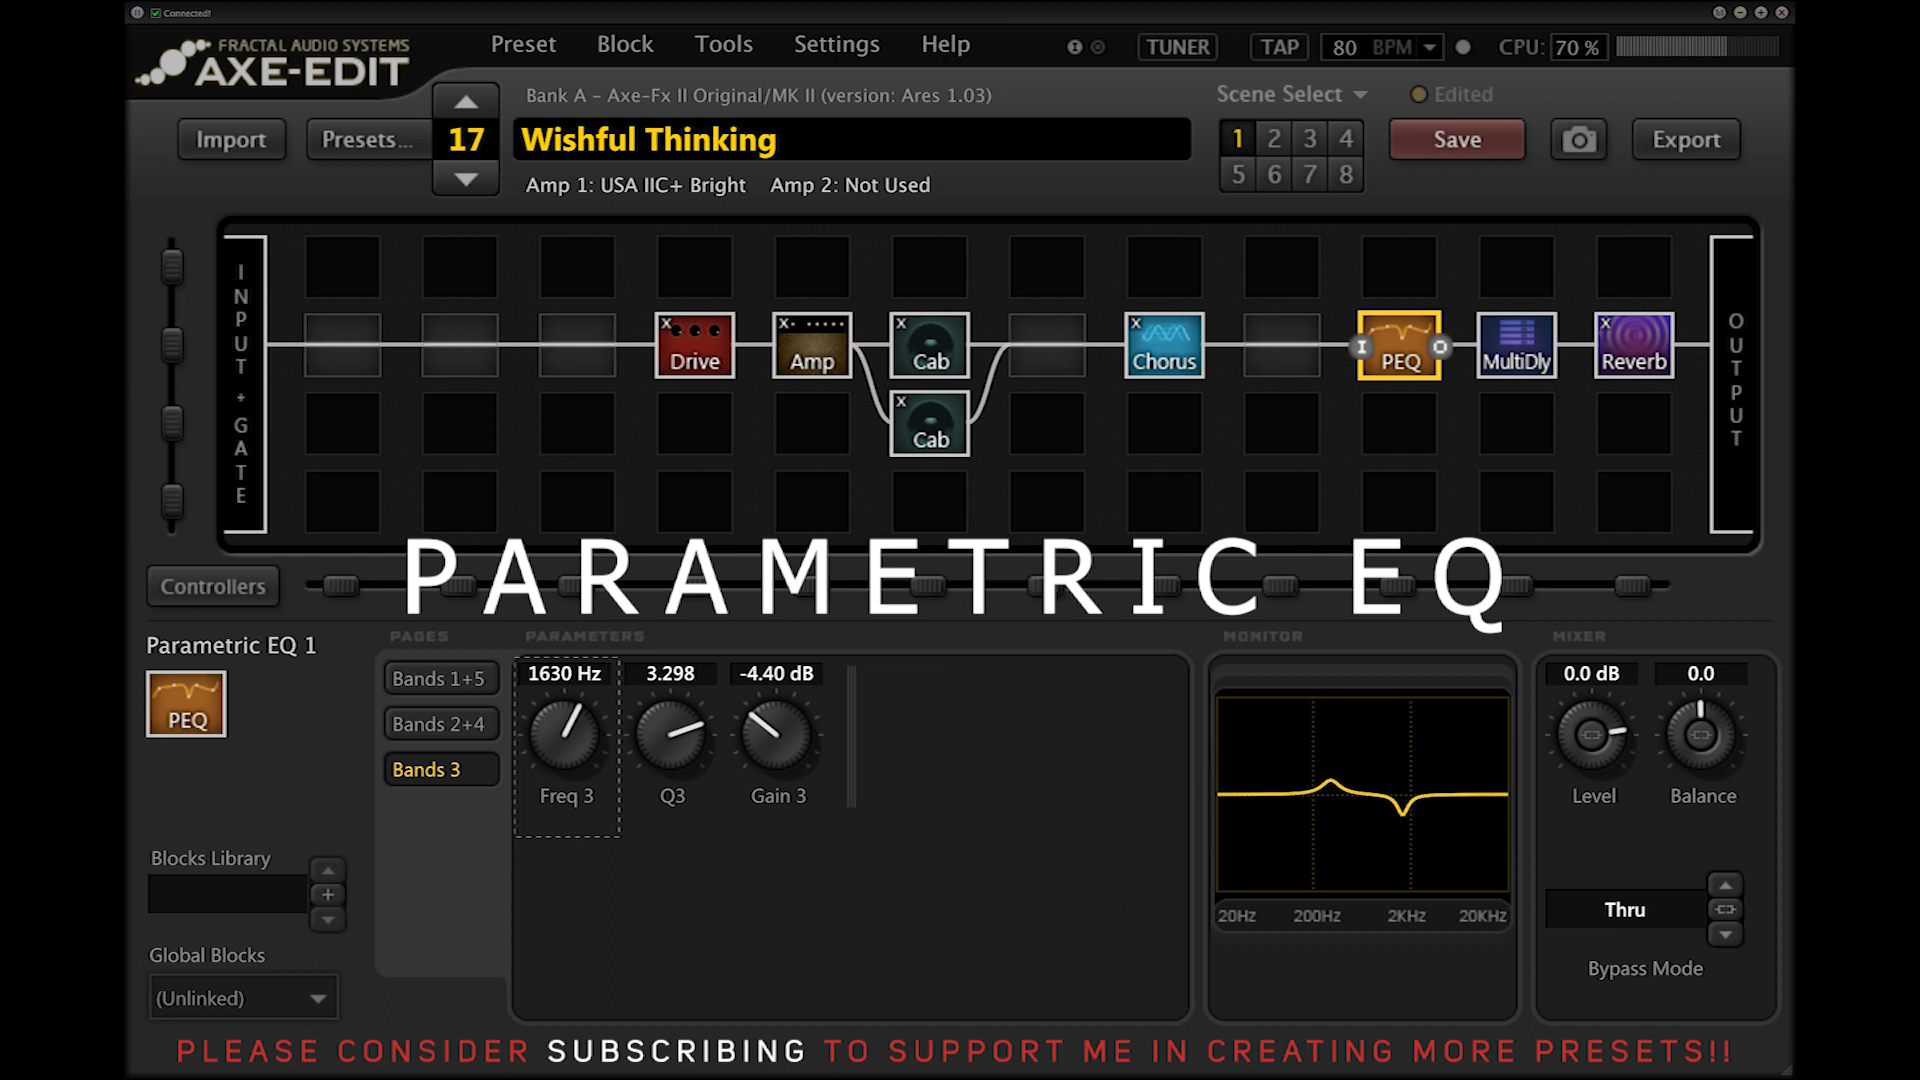 Connected!
FRACTAL AUDIO SYSTEMS
AXE-EDIT
Preset Block Tools Settings Help
TUNER TAP 80 BPM CPU: 70 %
Bank A - Axe-Fx II Original/MK II (version: Ares 1.03)
Scene Select Edited
Import Presets... 17 Wishful Thinking
1 2 3 4
Save Export
Amp 1: USA IIC+ Bright Amp 2: Not Used
5 6 7 8
INPUT + GATE
X Drive X Amp X Cab X Chorus I PEQ O MultiDly X Reverb
X Cab
OUTPUT
PARAMETRIC EQ
Controllers
PAGES PARAMETERS MONITOR MIXER
Parametric EQ 1
PEQ
Bands 1+5
Bands 2+4
Bands 3
1630 Hz 3.298 -4.40 dB
Freq 3 Q3 Gain 3
20Hz 200Hz 2KHz 20KHz
0.0 dB 0.0
Level Balance
Thru
Bypass Mode
Blocks Library
Global Blocks
(Unlinked)
PLEASE CONSIDER SUBSCRIBING TO SUPPORT ME IN CREATING MORE PRESETS!!